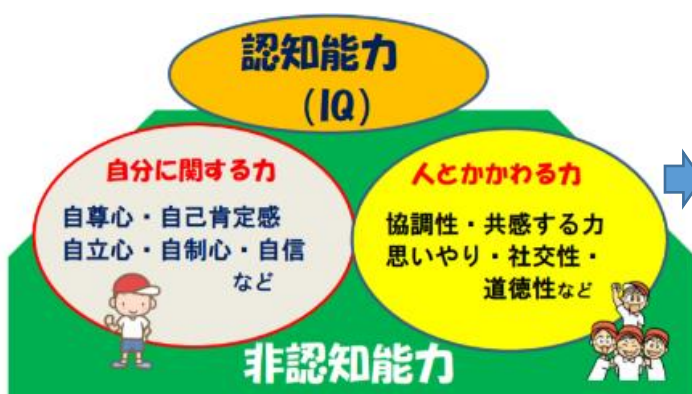 認知能力
（IQ）
自分に関する力
自尊心・自己肯定感
自立心・自制心・自信
など
人とかかわる力
協調性・共感する力
思いやり・社交性・
道徳性など
非認知能力